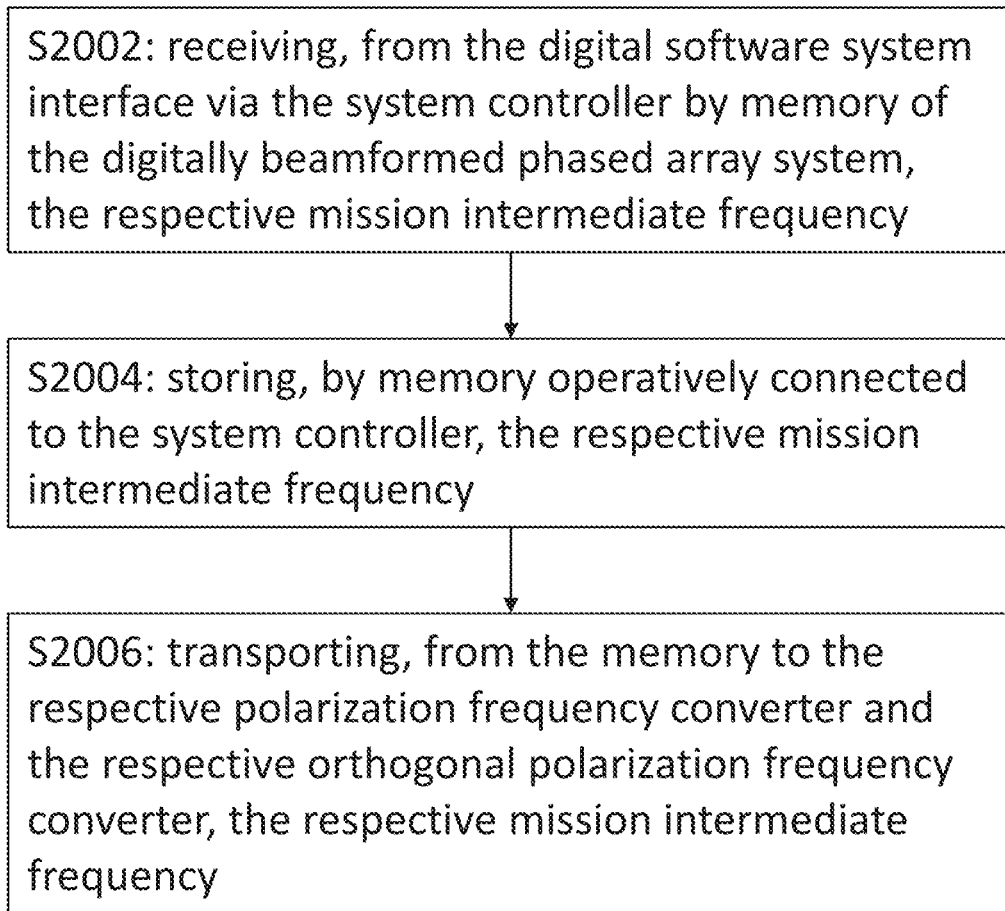 S2002: receiving, from the digital software system
interface via the system controller by memory of
the digitally beamformed phased array system,
the respective mission intermediate frequency
S2004: storing, by memory operatively connected
to the system controller, the respective mission
intermediate frequency
S2006: transporting, from the memory to the
respective polarization frequency converter and
the respective orthogonal polarization frequency
converter, the respective mission intermediate
frequency